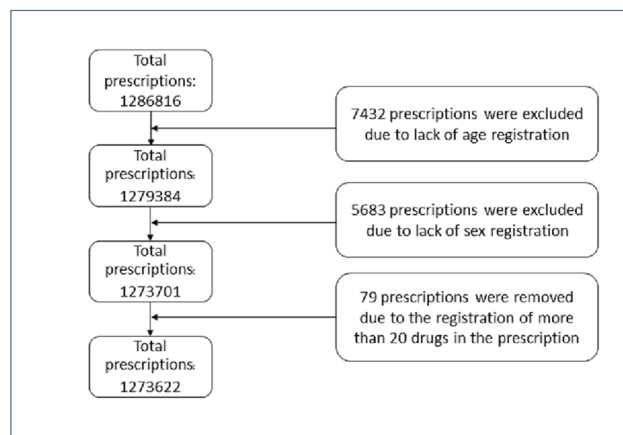 Total
prescriptions:
1286816
7432 prescriptions were excluded
due to lack of age registration
Total
prescriptions:
1279384
5683 prescriptions were excluded
due to lack of sex registration
Total
prescriptions:
1273701
79 prescriptions were removed
due to the registration of more
than 20 drugs in the prescription
Total
prescriptions:
1273622